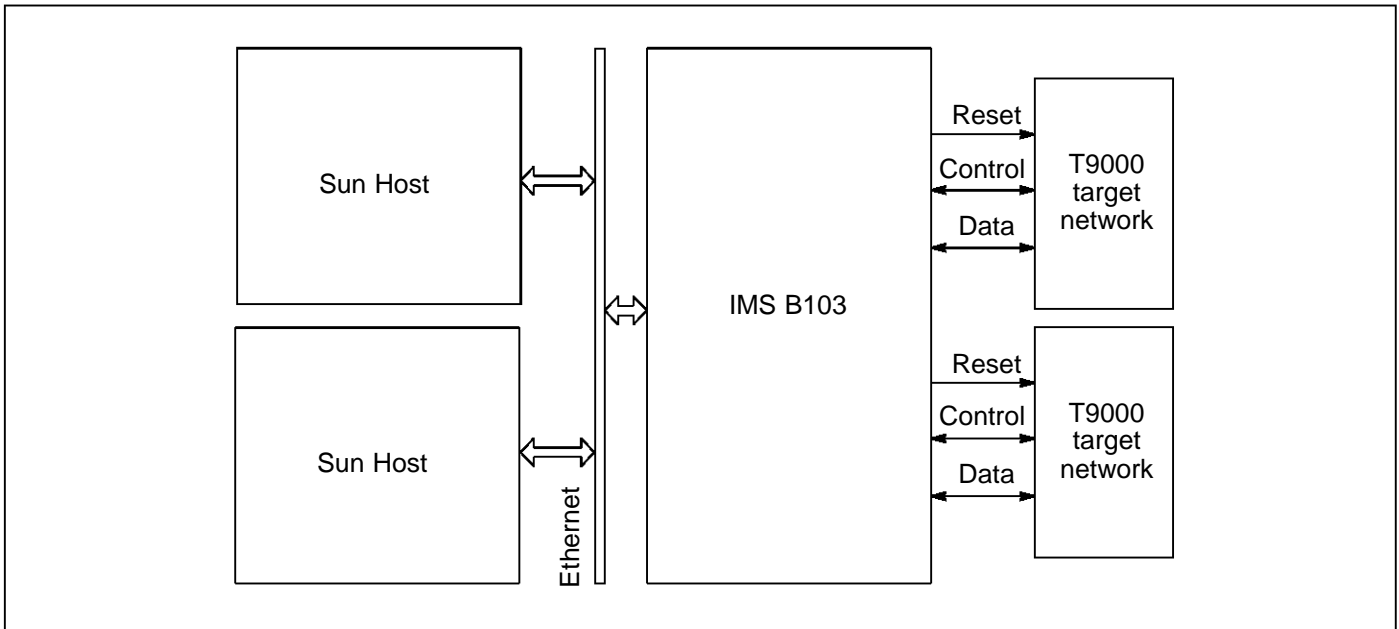 Sun Host
Sun Host
Ethernet
IMS B103
Reset
Control
Data
T9000
target
network
Reset
Control
Data
T9000
target
network